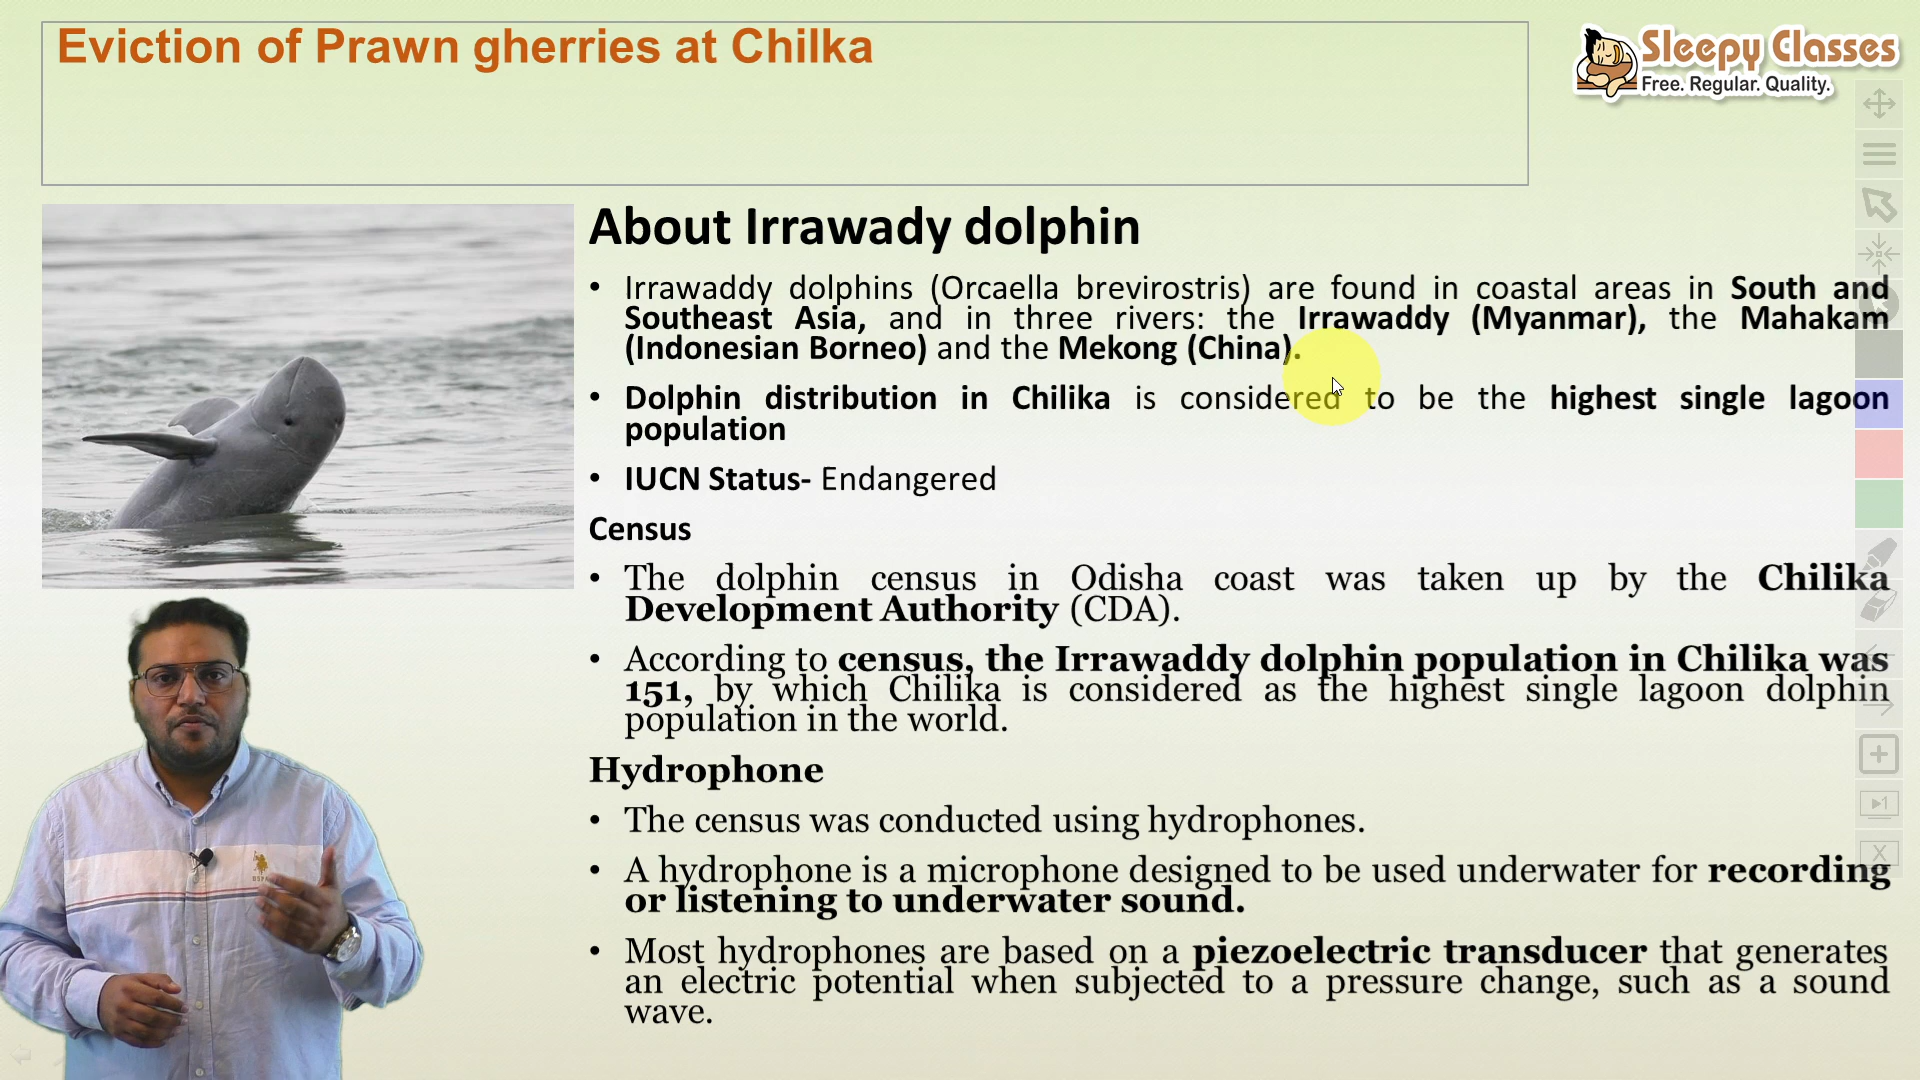 Eviction of Prawn gherries at Chilka
Sleepy Classes
Free. Regular. Quality.
About Irrawady dolphin
• Irrawaddy dolphins (Orcaella brevirostris) are found in coastal areas in South and
Southeast Asia, and in three rivers: the Irrawaddy (Myanmar), the Mahakam
(Indonesian Borneo) and the Mekong (China).
• Dolphin distribution in Chilika is considered to be the highest single lagoon
population
• IUCN Status- Endangered
Census
• The dolphin census in Odisha coast was taken up by the Chilika
Development Authority (CDA).
• According to census, the Irrawaddy dolphin population in Chilika was
151, by which Chilika is considered as the highest single lagoon dolphin
population in the world.
Hydrophone
• The census was conducted using hydrophones.
• A hydrophone is a microphone designed to be used underwater for recording
or listening to underwater sound.
• Most hydrophones are based on a piezoelectric transducer that generates
an electric potential when subjected to a pressure change, such as a sound
wave.